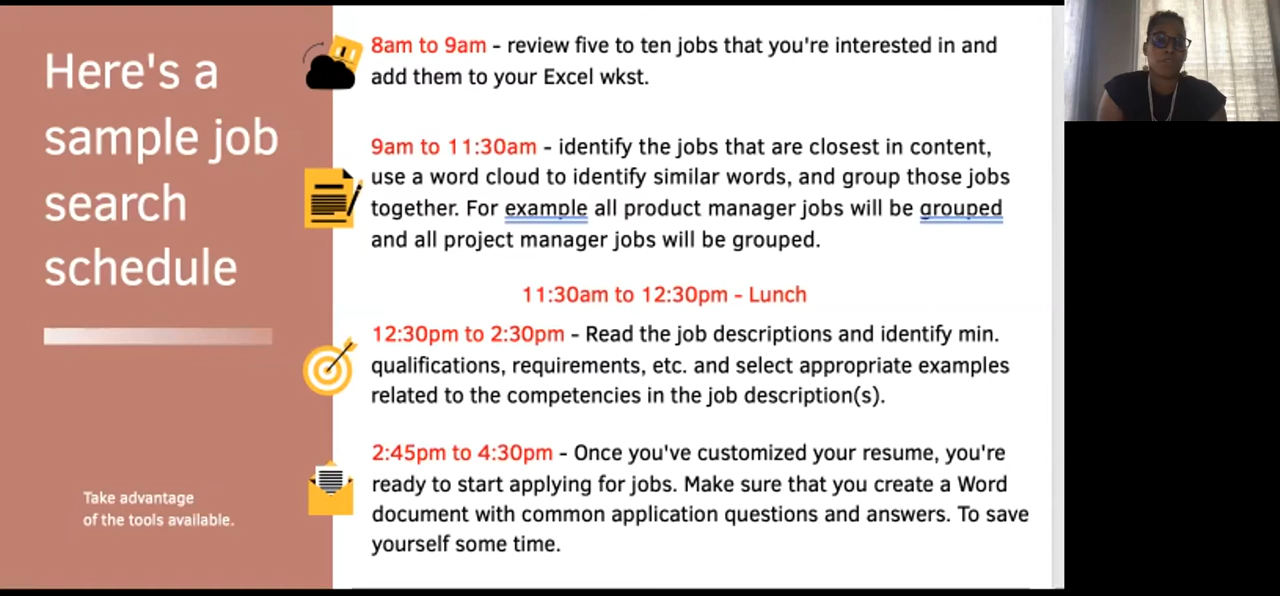 Here's a
sample job
search
schedule
Take advantage
of the tools available.
8am to 9am - review five to ten jobs that you're interested in and
add them to your Excel wkst.
9am to 11:30am - identify the jobs that are closest in content,
use a word cloud to identify similar words, and group those jobs
together. For example all product manager jobs will be grouped
and all project manager jobs will be grouped.
11:30am to 12:30pm - Lunch
12:30pm to 2:30pm - Read the job descriptions and identify min.
qualifications, requirements, etc. and select appropriate examples
related to the competencies in the job description(s).
2:45pm to 4:30pm - Once you've customized your resume, you're
ready to start applying for jobs. Make sure that you create a Word
document with common application questions and answers. To save
yourself some time.